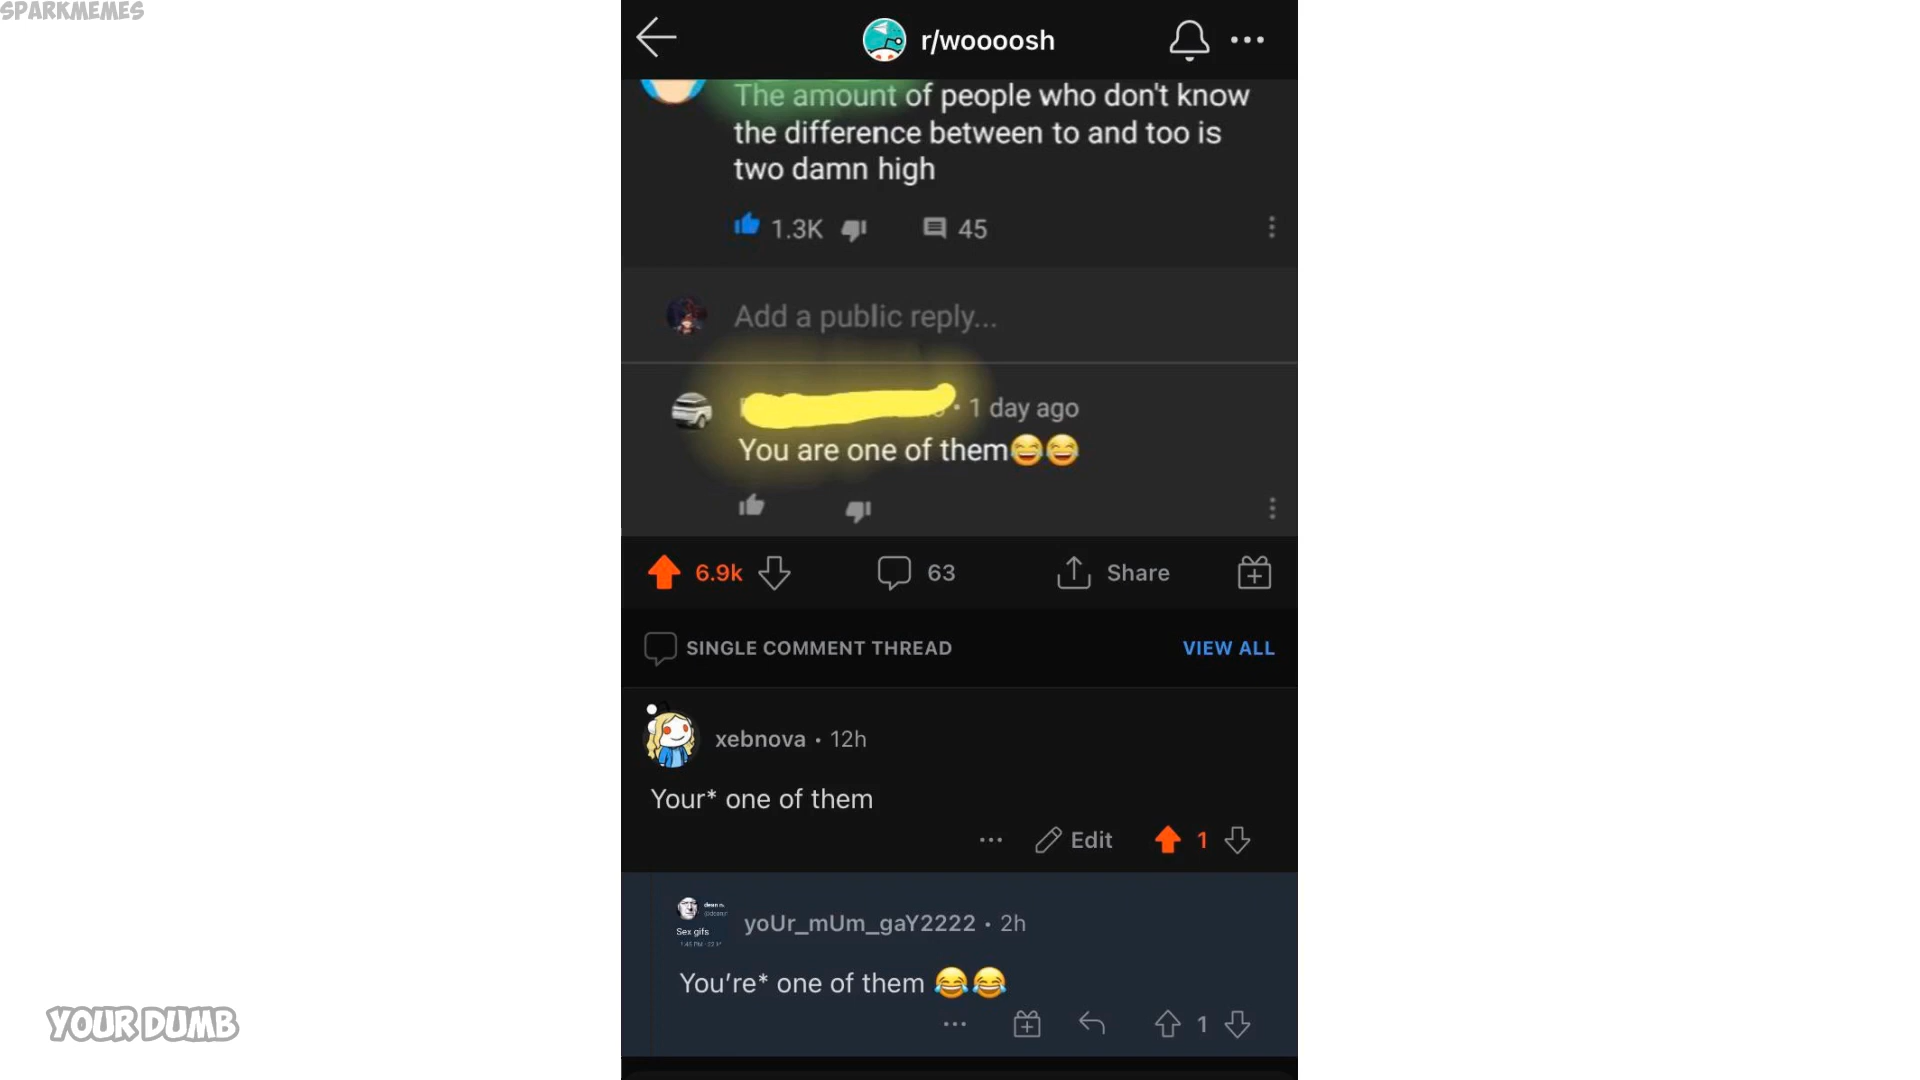 SPARKMEMES
r/woooosh
The amount of people who don't know
the difference between to and too is
two damn high
1.3K
45
Add a public reply...
• 1 day ago
You are one of them😂😂
6.9k
63
Share
SINGLE COMMENT THREAD
VIEW ALL
xebnova • 12h
Your* one of them
Edit
1
yoUr_mUm_gaY2222 • 2h
Sex gifs
You're* one of them 😂😂
1
YOUR DUMB